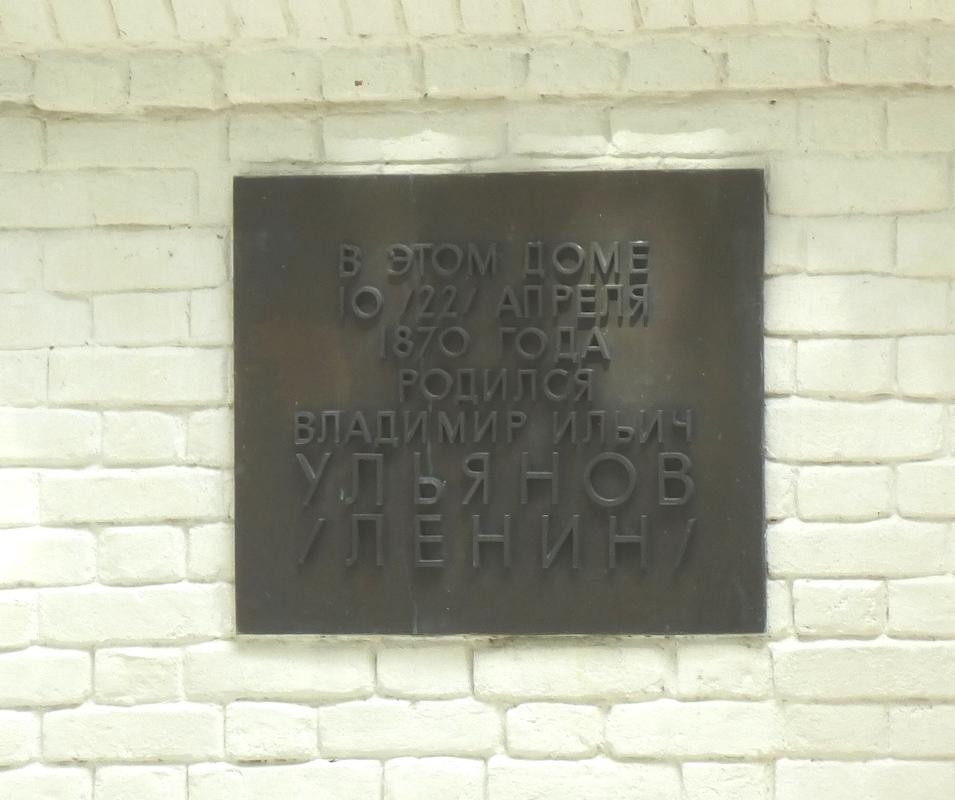 В ЭТОМ ДОМЕ
10 /22/ АПРЕЛЯ
1870 ГОДА
РОДИЛСЯ
ВЛАДИМИР ИЛЬИЧ
УЛЬЯНОВ
/ЛЕНИН/